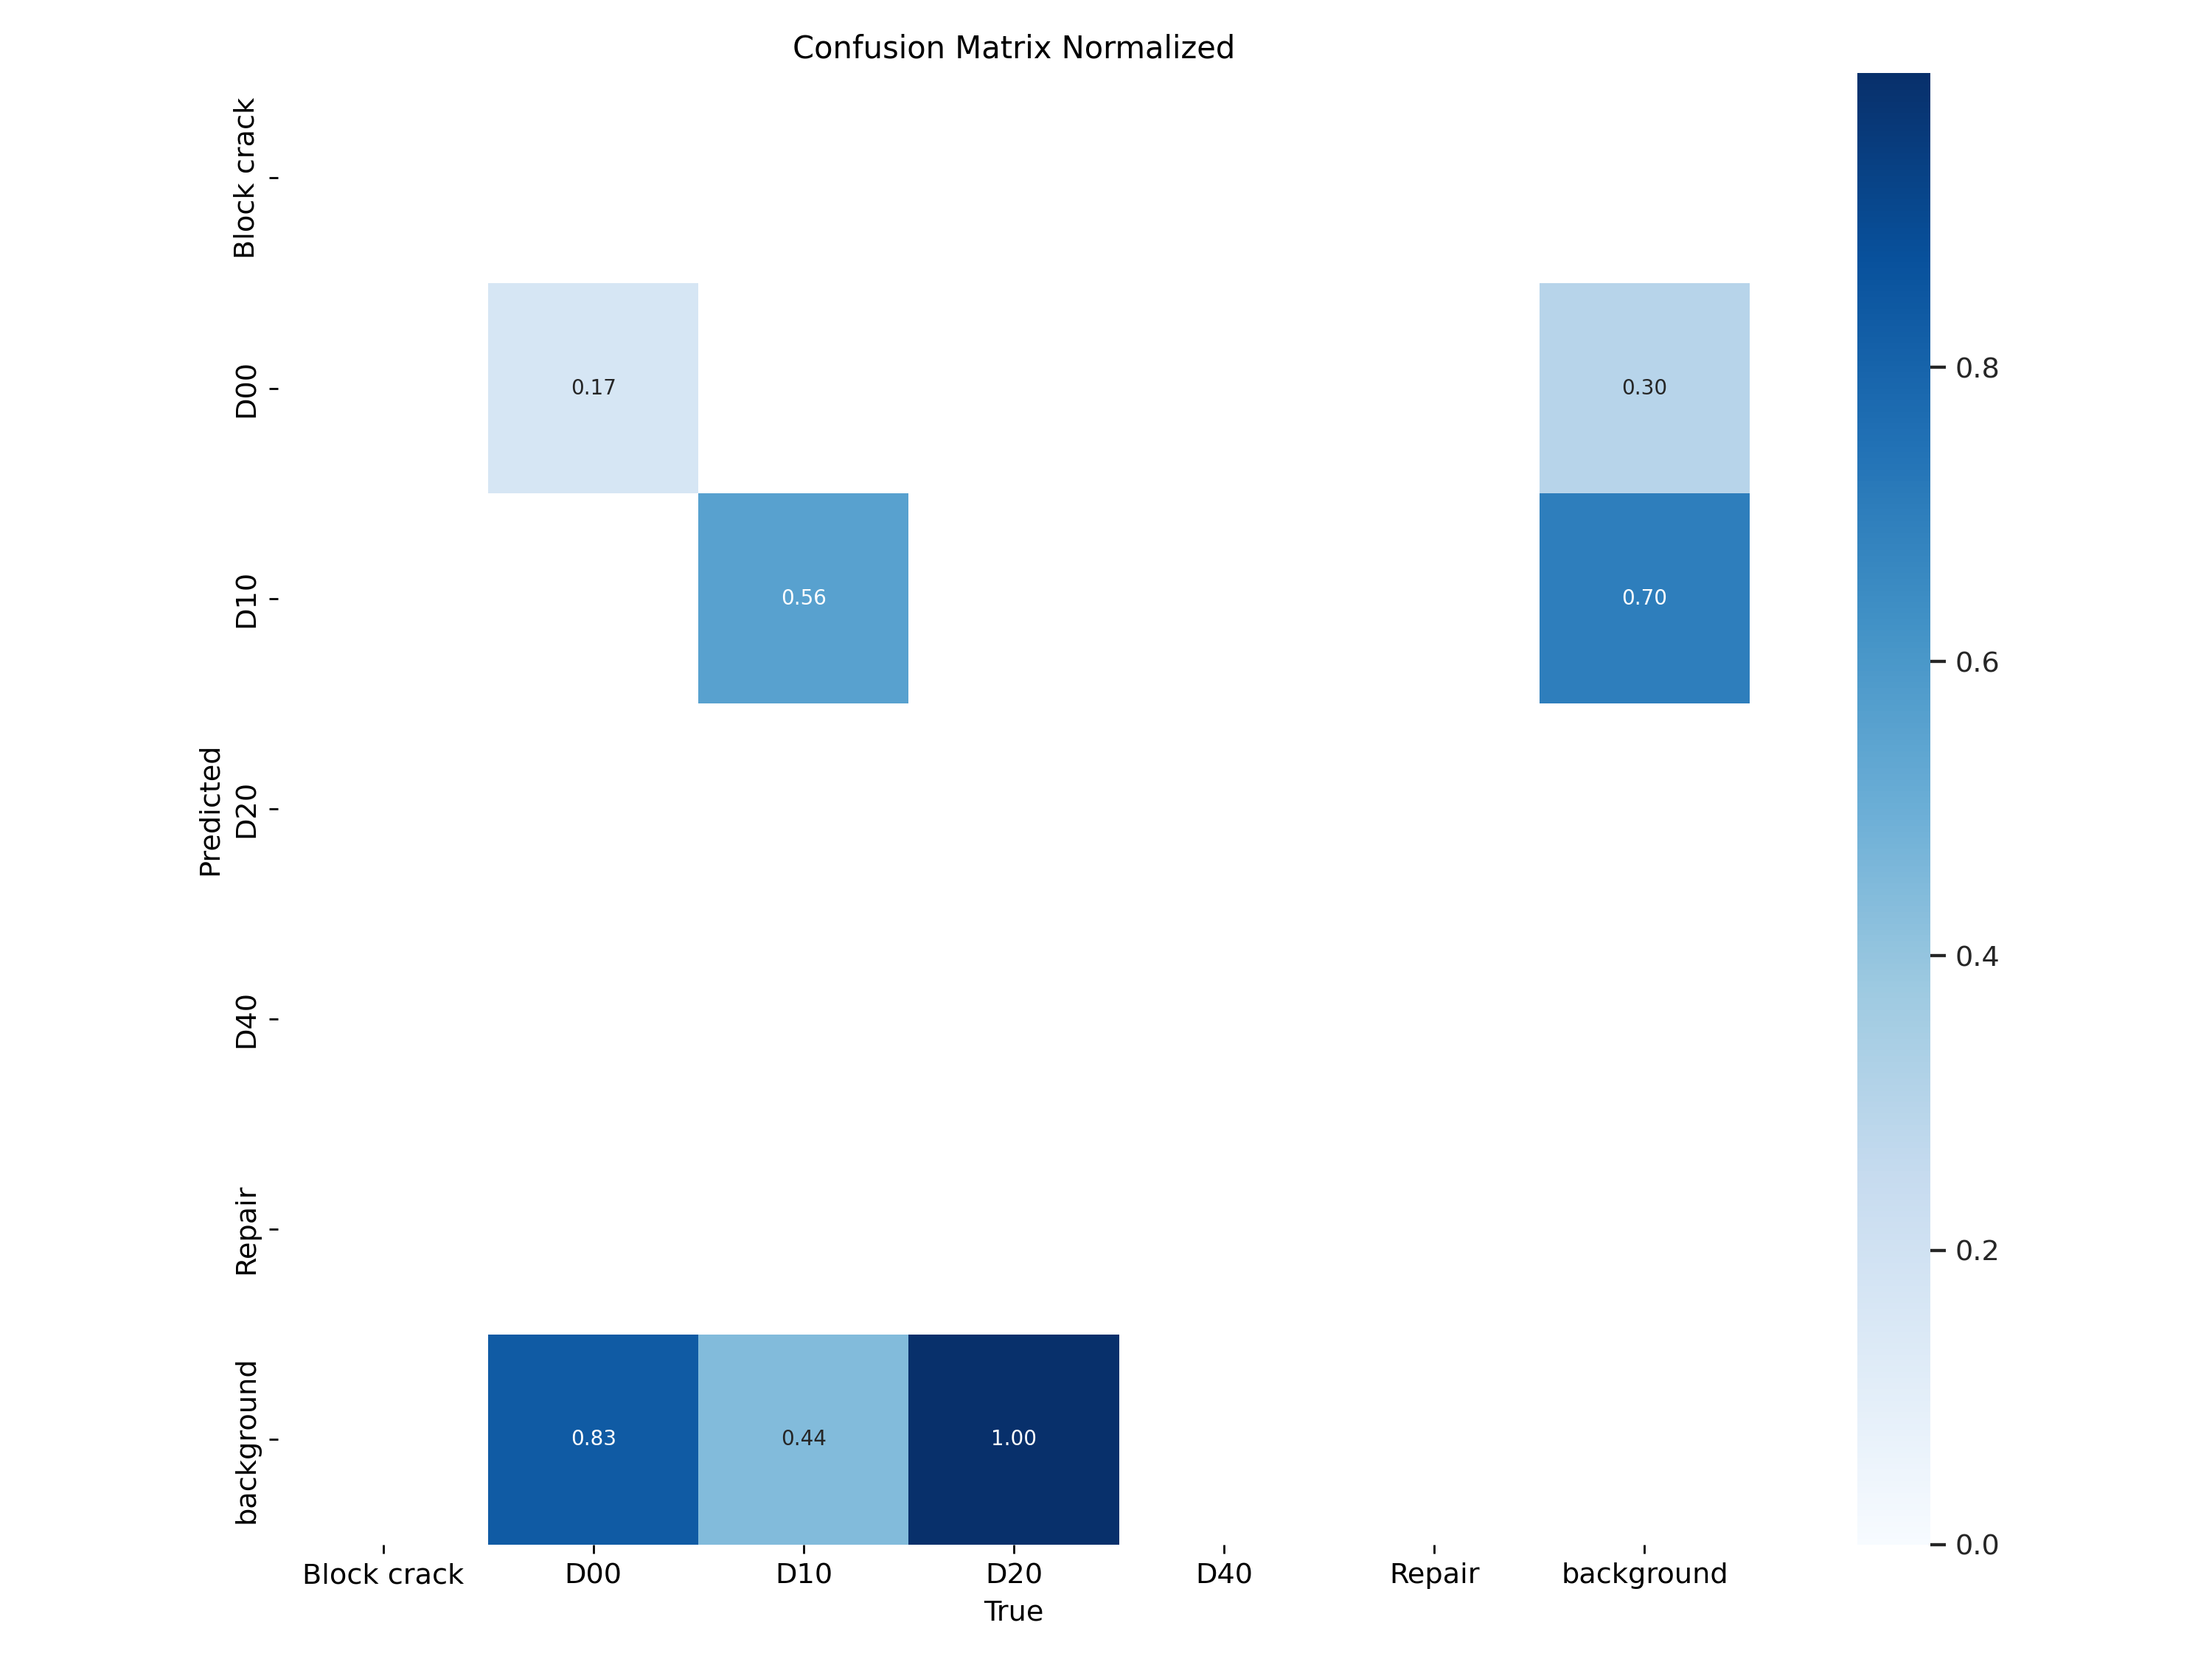 Confusion Matrix Normalized
Block crack
D00
D10
D20
D40
Repair
background
Predicted
0.17
0.30
0.56
0.70
0.83
0.44
1.00
Block crack
D00
D10
D20
D40
Repair
background
True
0.8
0.6
0.4
0.2
0.0